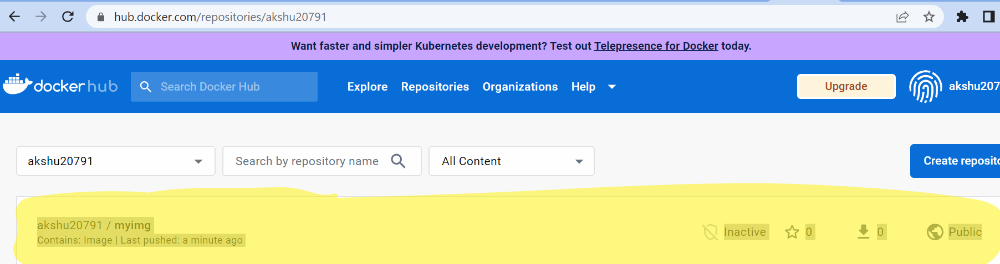 hub.docker.com/repositories/akshu20791
Want faster and simpler Kubernetes development? Test out Telepresence for Docker today.
docker hub Search Docker Hub Explore Repositories Organizations Help Upgrade akshu207
akshu20791 Search by repository name All Content Create reposito
akshu20791 / myimg
Contains: Image | Last pushed: a minute ago
Inactive 0 0 Public